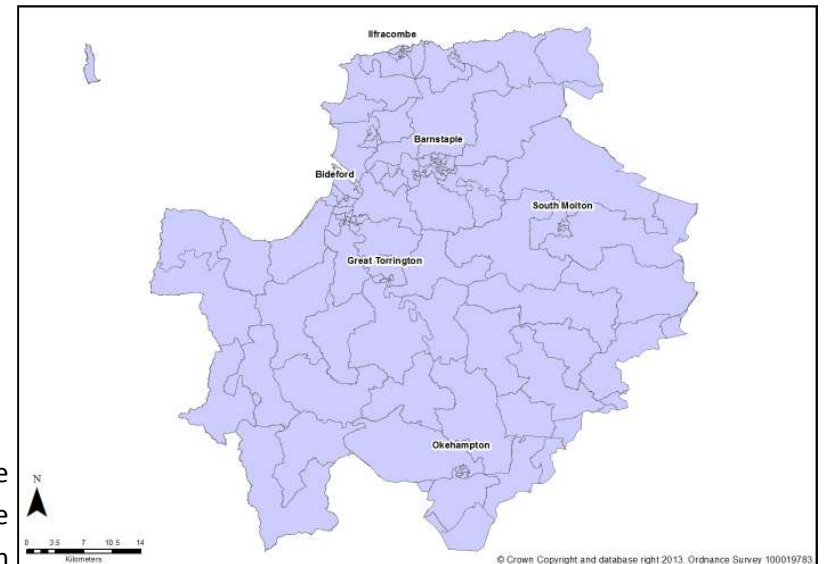 Ilfracombe
Barnstaple
Bideford
South Molton
Great Torrington
Okehampton
e
N
e
0 3.5 7 10.5 14
n
Kilometers
© Crown Copyright and database right 2013. Ordnance Survey 100019783.